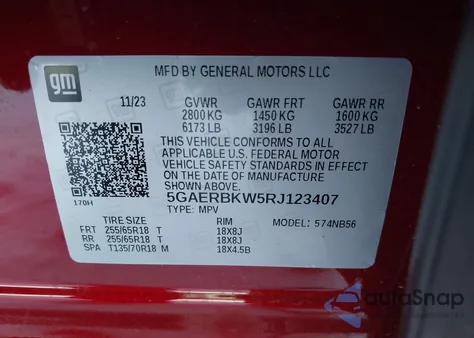 gm
MFD BY GENERAL MOTORS LLC
11/23 GVWR GAWR FRT GAWR RR
2800 KG 1450 KG 1600 KG
6173 LB 3196 LB 3527 LB
THIS VEHICLE CONFORMS TO ALL
APPLICABLE U.S. FEDERAL MOTOR
VEHICLE SAFETY STANDARDS IN EFFECT
ON THE DATE OF MANUFACTURE
SHOWN ABOVE.
170H 5GAERBKW5RJ123407
TYPE: MPV
TIRE SIZE RIM MODEL: 574NB56
FRT 255/65R18 T 18X8J
RR 255/65R18 T 18X8J
SPA T135/70R18 M 18X4.5B
autoSnap